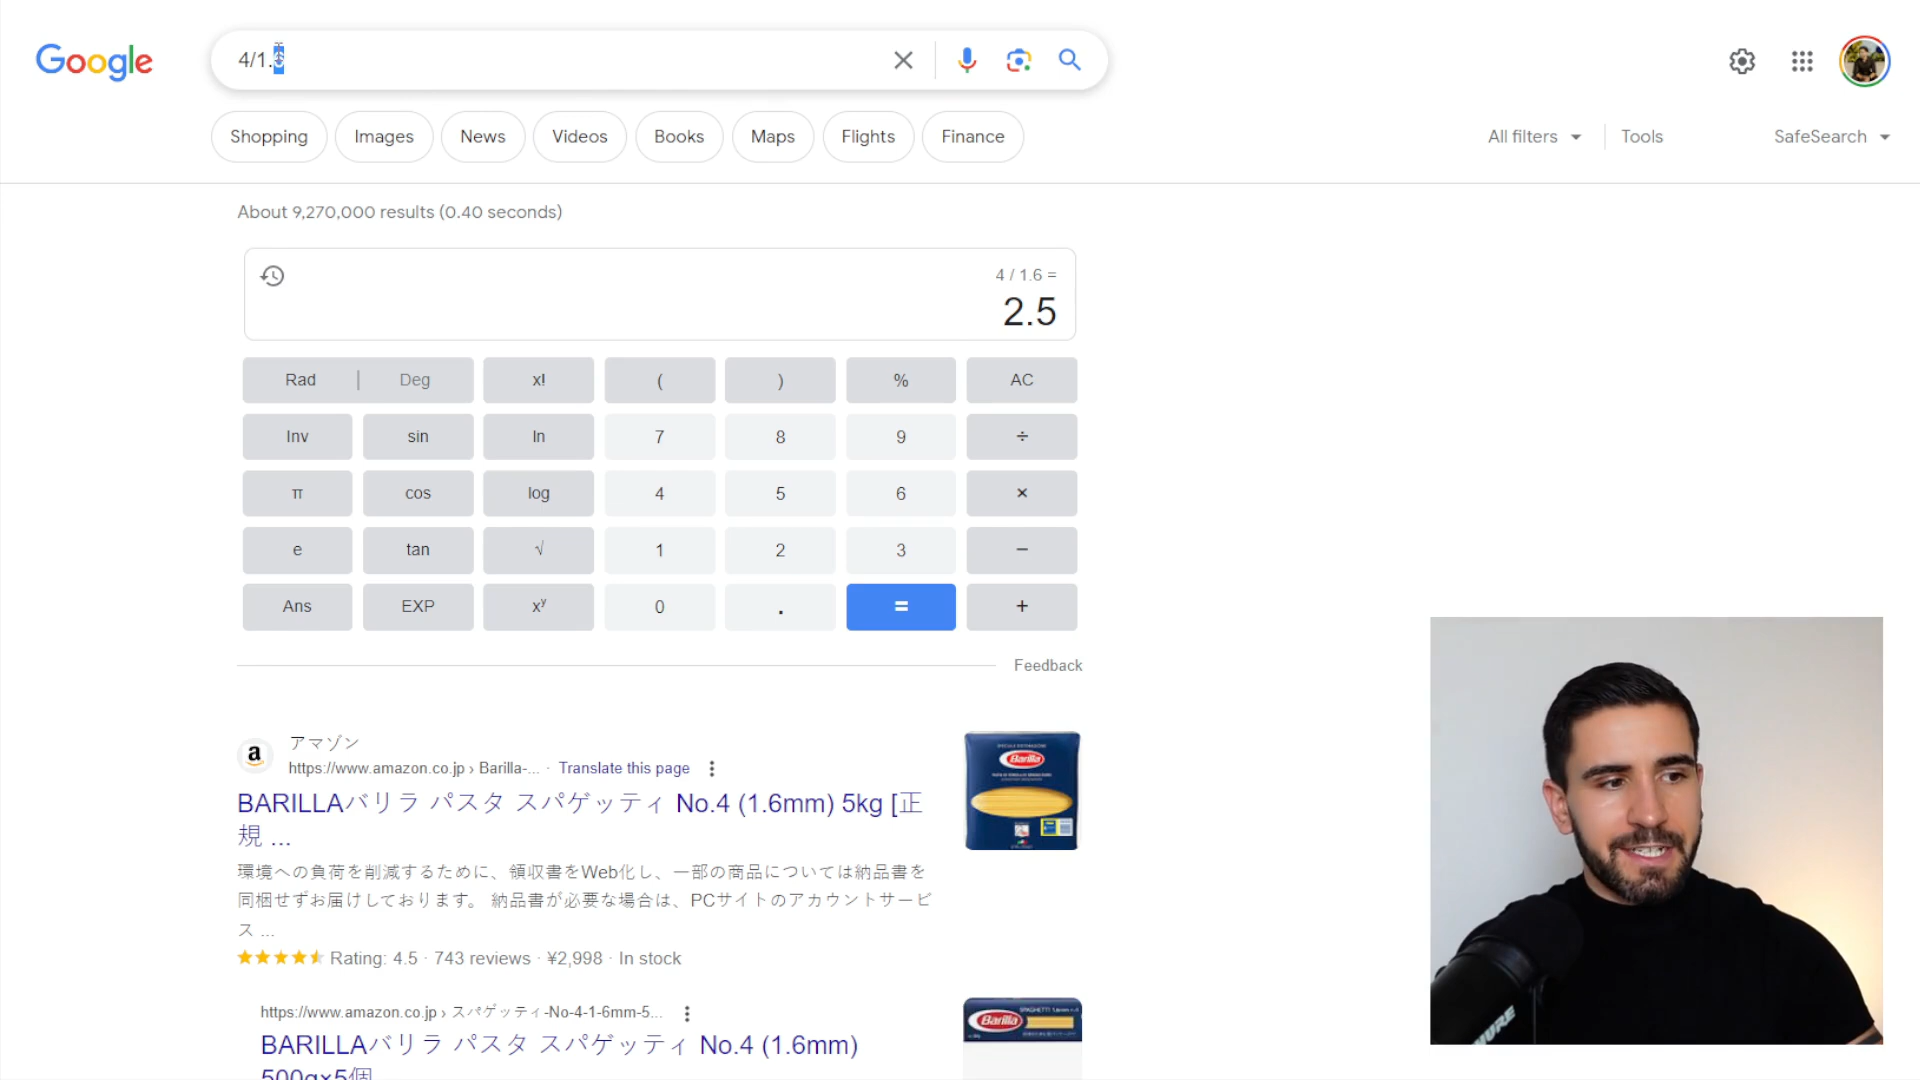 Google
4/1.6
Shopping
Images
News
Videos
Books
Maps
Flights
Finance
All filters
Tools
SafeSearch
About 9,270,000 results (0.40 seconds)
4 / 1.6 =
2.5
Rad | Deg x! ( ) % AC
Inv sin ln 7 8 9 ÷
π cos log 4 5 6 ×
e tan √ 1 2 3 −
Ans EXP xʸ 0 . = +
Feedback
アマゾン
https://www.amazon.co.jp › Barilla-... · Translate this page
BARILLAバリラ パスタ スパゲッティ No.4 (1.6mm) 5kg [正
規 ...
環境への負荷を削減するために、領収書をWeb化し、一部の商品については納品書を
同梱せずお届けしております。 納品書が必要な場合は、PCサイトのアカウントサービ
ス ...
Rating: 4.5 · 743 reviews · ¥2,998 · In stock
Barilla
https://www.amazon.co.jp › スパゲッティ-No-4-1-6mm-5...
BARILLAバリラ パスタ スパゲッティ No.4 (1.6mm)
500g×5個
Barilla